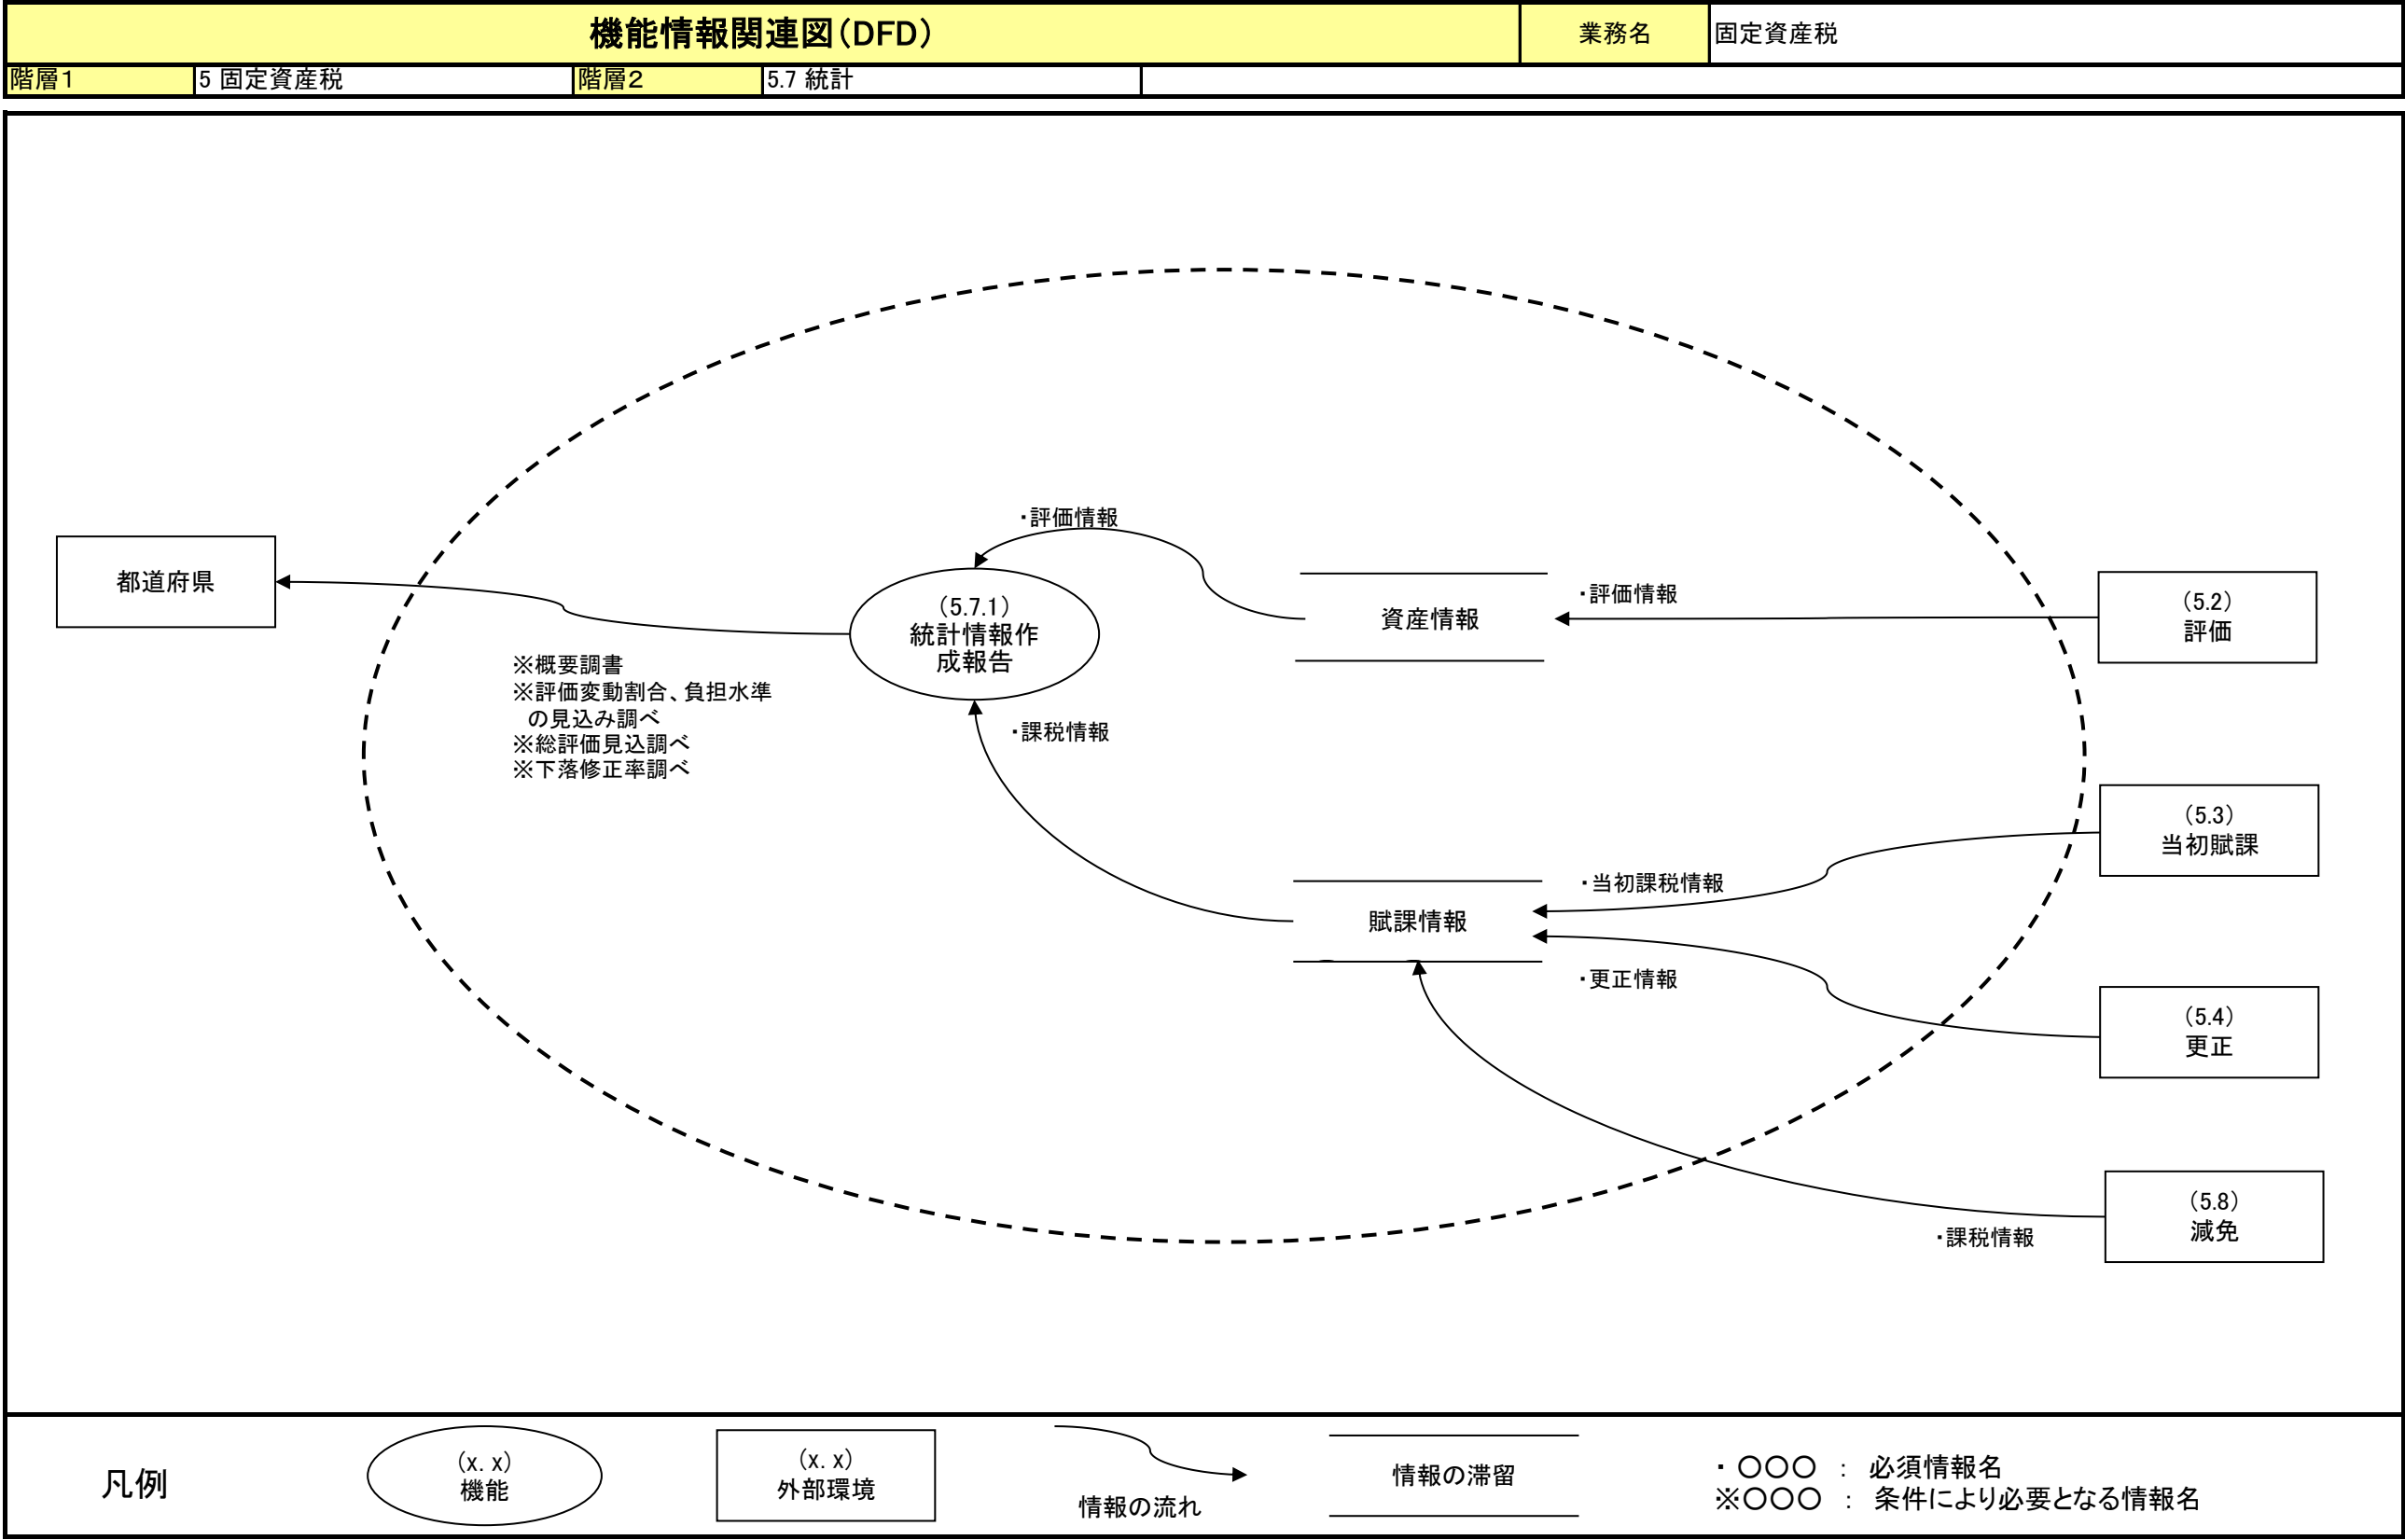 機能情報関連図（DFD）
業務名
固定資産税
階層１
5 固定資産税
階層２
5.7 統計
・評価情報
都道府県
（5.7.1）
統計情報作
成報告
資産情報
・評価情報
（5.2）
評価
※概要調書
※評価変動割合、負担水準
の見込み調べ
※総評価見込調べ
※下落修正率調べ
・課税情報
（5.3）
当初賦課
・当初課税情報
賦課情報
・更正情報
（5.4）
更正
（5.8）
減免
・課税情報
凡例
（x．x）
機能
（x．x）
外部環境
情報の流れ
情報の滞留
・ ○○○ ： 必須情報名
※○○○ ： 条件により必要となる情報名